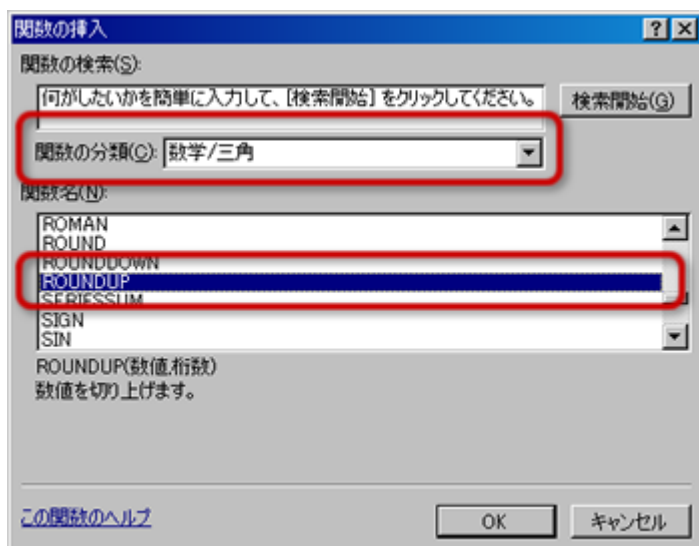 関数の挿入
関数の検索(S):
何がしたいかを簡単に入力して、[検索開始] をクリックしてください。
検索開始(G)
関数の分類(C): 数学/三角
関数名(N):
ROMAN
ROUND
ROUNDDOWN
ROUNDUP
SERIESSUM
SIGN
SIN
ROUNDUP(数値,桁数)
数値を切り上げます。
この関数のヘルプ
OK
キャンセル